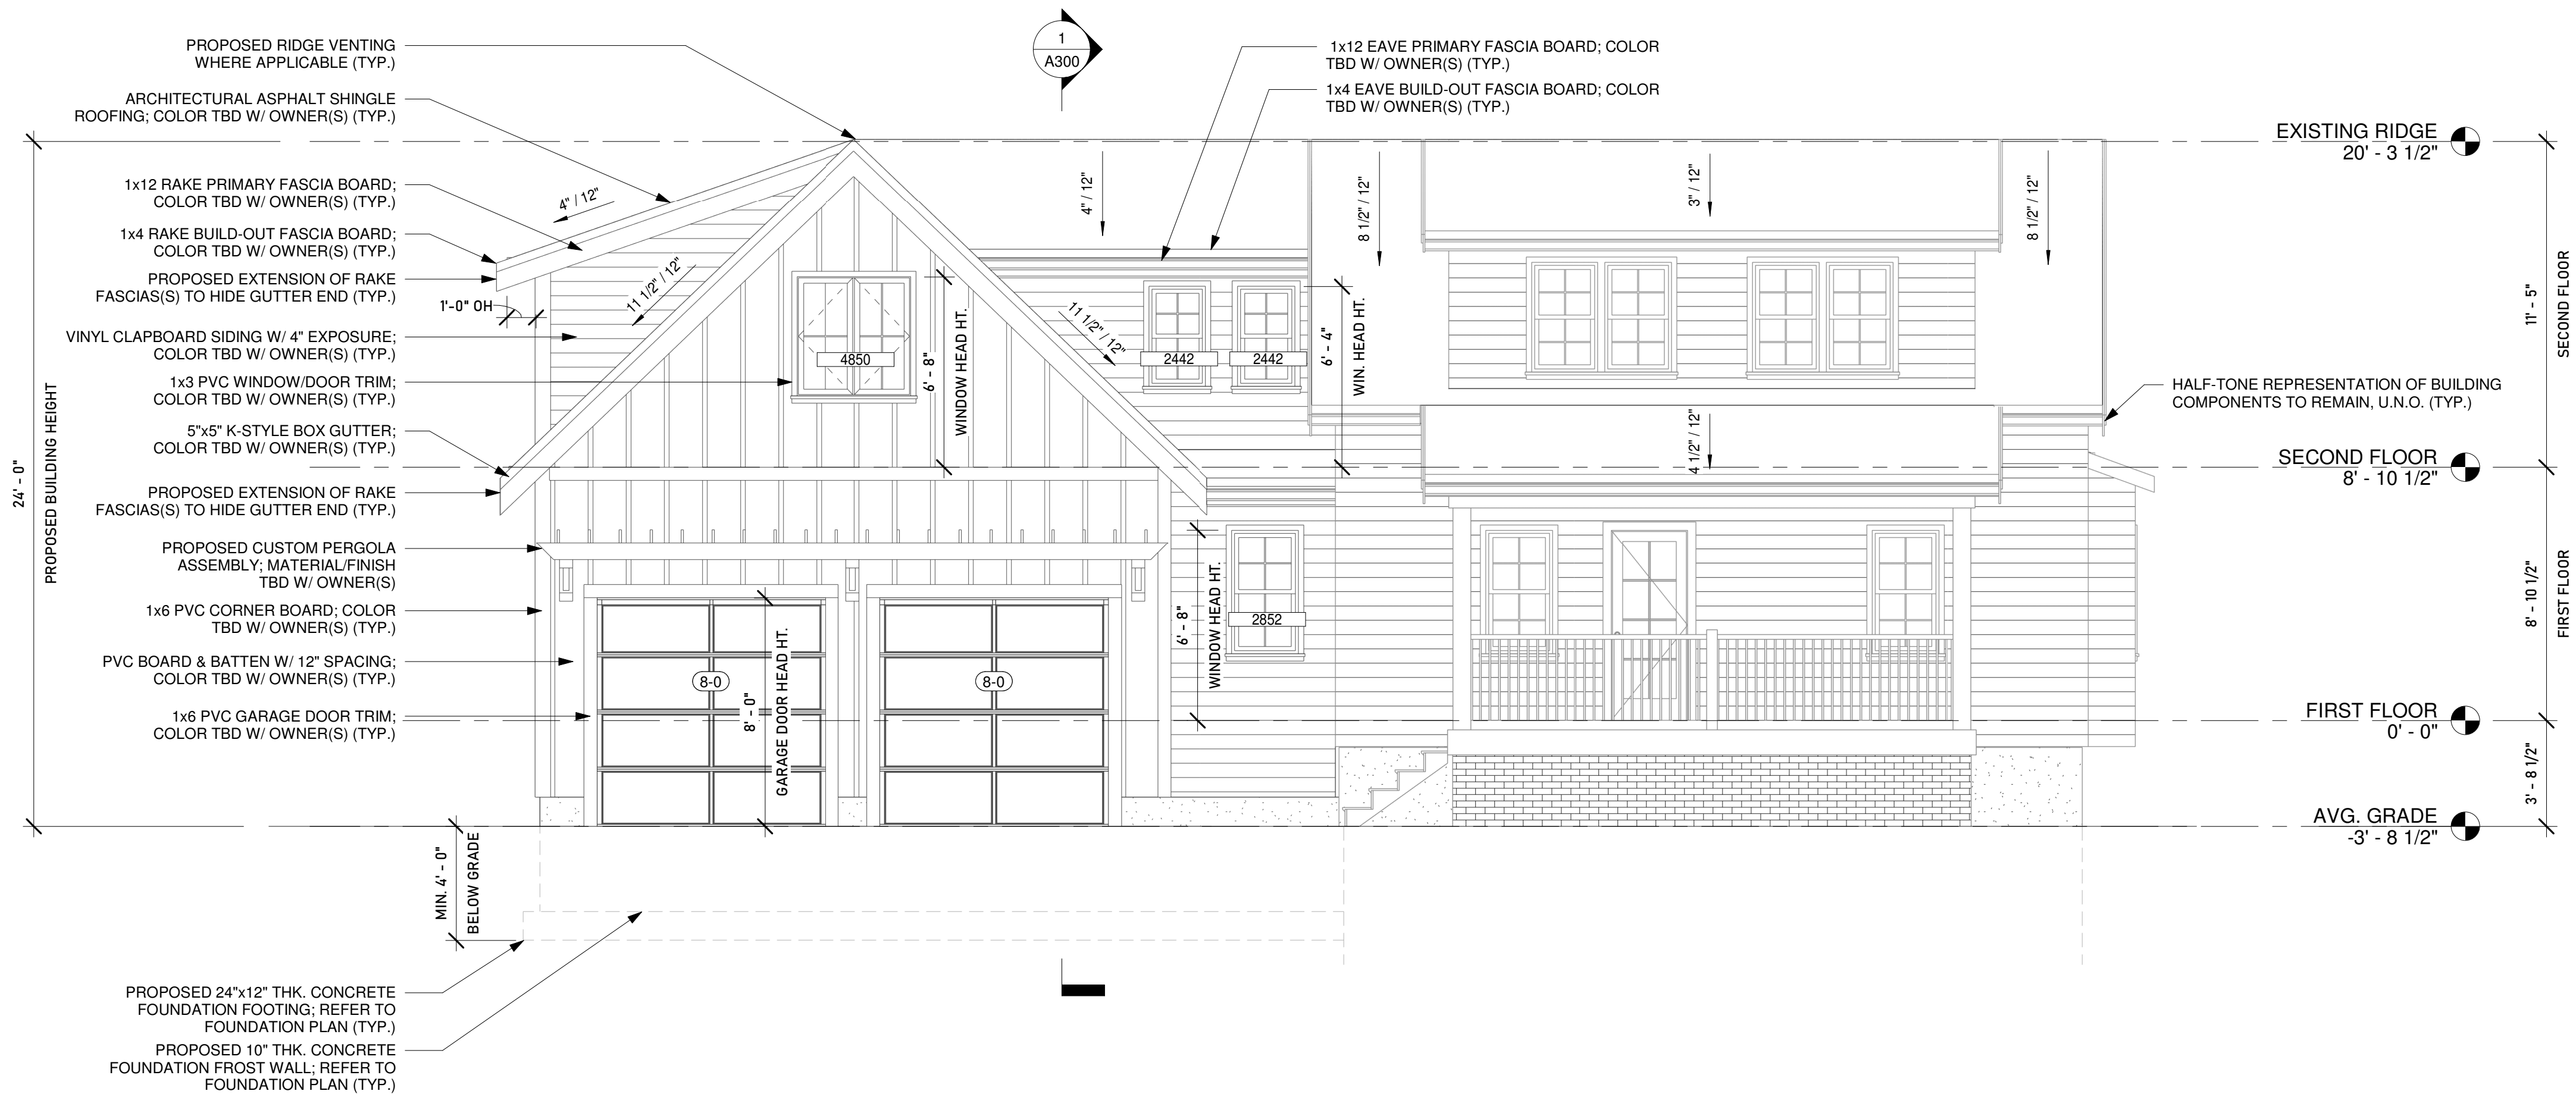 PROPOSED RIDGE VENTING
WHERE APPLICABLE (TYP.)
ARCHITECTURAL ASPHALT SHINGLE
ROOFING; COLOR TBD W/ OWNER(S) (TYP.)
1x12 RAKE PRIMARY FASCIA BOARD;
COLOR TBD W/ OWNER(S) (TYP.)
1x4 RAKE BUILD-OUT FASCIA BOARD;
COLOR TBD W/ OWNER(S) (TYP.)
PROPOSED EXTENSION OF RAKE
FASCIAS(S) TO HIDE GUTTER END (TYP.)
1'-0" OH
VINYL CLAPBOARD SIDING W/ 4" EXPOSURE;
COLOR TBD W/ OWNER(S) (TYP.)
1x3 PVC WINDOW/DOOR TRIM;
COLOR TBD W/ OWNER(S) (TYP.)
5"x5" K-STYLE BOX GUTTER;
COLOR TBD W/ OWNER(S) (TYP.)
PROPOSED EXTENSION OF RAKE
FASCIAS(S) TO HIDE GUTTER END (TYP.)
PROPOSED CUSTOM PERGOLA
ASSEMBLY; MATERIAL/FINISH
TBD W/ OWNER(S)
1x6 PVC CORNER BOARD; COLOR
TBD W/ OWNER(S) (TYP.)
PVC BOARD & BATTEN W/ 12" SPACING;
COLOR TBD W/ OWNER(S) (TYP.)
1x6 PVC GARAGE DOOR TRIM;
COLOR TBD W/ OWNER(S) (TYP.)
24' - 0"
PROPOSED BUILDING HEIGHT
MIN. 4' - 0"
BELOW GRADE
PROPOSED 24"x12" THK. CONCRETE
FOUNDATION FOOTING; REFER TO
FOUNDATION PLAN (TYP.)
PROPOSED 10" THK. CONCRETE
FOUNDATION FROST WALL; REFER TO
FOUNDATION PLAN (TYP.)
1
A300
1x12 EAVE PRIMARY FASCIA BOARD; COLOR
TBD W/ OWNER(S) (TYP.)
1x4 EAVE BUILD-OUT FASCIA BOARD; COLOR
TBD W/ OWNER(S) (TYP.)
4" / 12"
11 1/2" / 12"
4850
6' - 8"
WINDOW HEAD HT.
11 1/2" / 12"
4" / 12"
2442
2442
6' - 4"
WIN. HEAD HT.
8 1/2" / 12"
3" / 12"
8 1/2" / 12"
4 1/2" / 12"
8-0
8' - 0"
GARAGE DOOR HEAD HT.
8-0
6' - 8"
WINDOW HEAD HT.
2852
HALF-TONE REPRESENTATION OF BUILDING
COMPONENTS TO REMAIN, U.N.O. (TYP.)
EXISTING RIDGE
20' - 3 1/2"
SECOND FLOOR
8' - 10 1/2"
FIRST FLOOR
0' - 0"
AVG. GRADE
-3' - 8 1/2"
11' - 5"
SECOND FLOOR
8' - 10 1/2"
FIRST FLOOR
3' - 8 1/2"